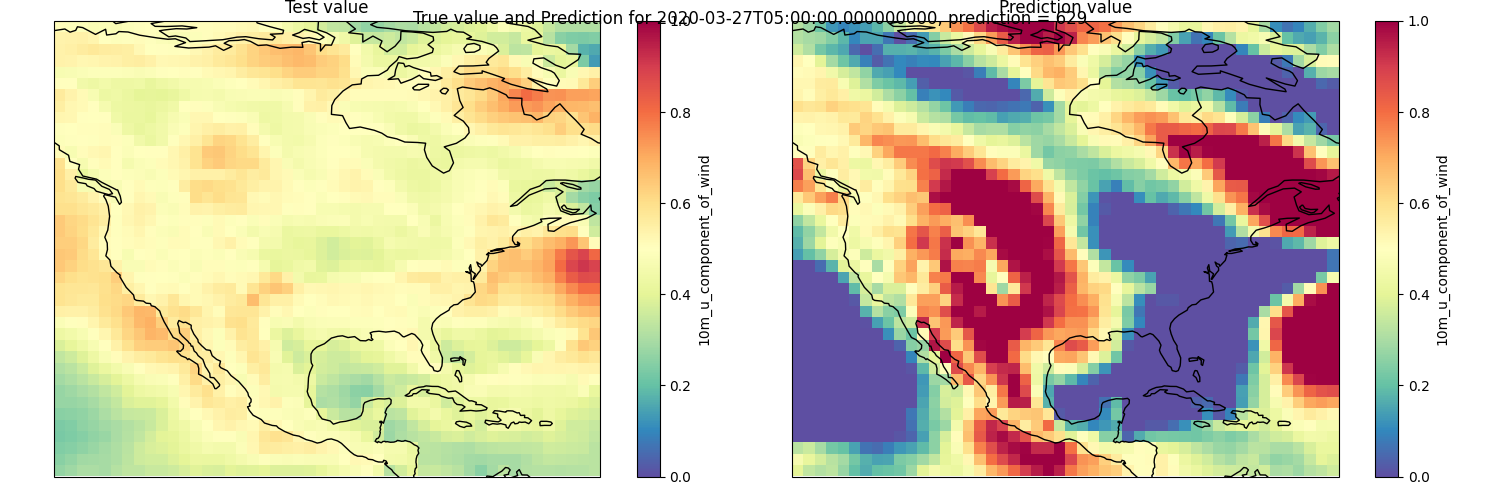 True value and Prediction for 2020-03-27T05:00:00.000000000, prediction = 629
Test value
Prediction value
1.0
0.8
0.6
0.4
0.2
0.0
10m_u_component_of_wind
1.0
0.8
0.6
0.4
0.2
0.0
10m_u_component_of_wind